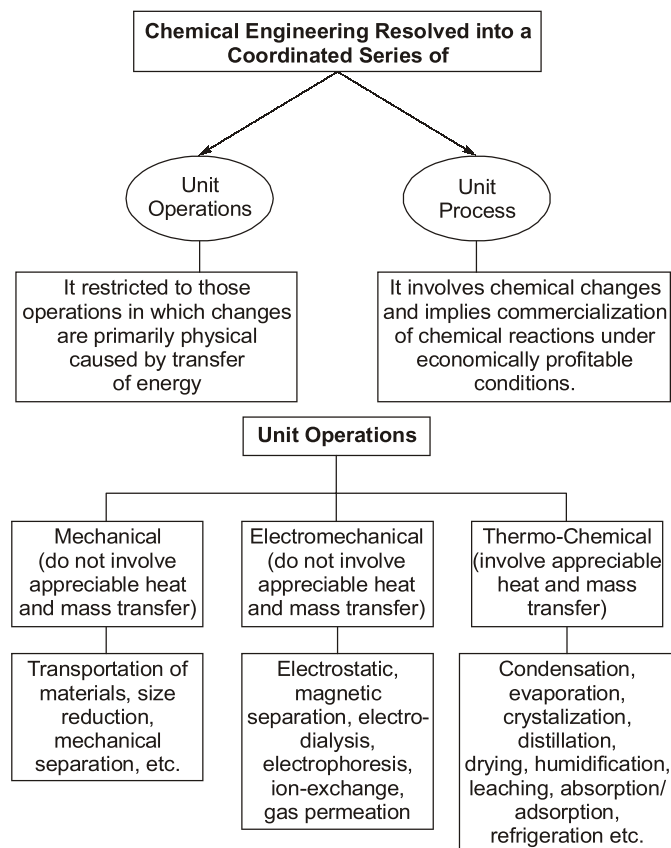 Chemical Engineering Resolved into a
Coordinated Series of
Unit
Operations
Unit
Process
It restricted to those
operations in which changes
are primarily physical
caused by transfer
of energy
It involves chemical changes
and implies commercialization
of chemical reactions under
economically profitable
conditions.
Unit Operations
Mechanical
(do not involve
appreciable heat
and mass transfer)
Electromechanical
(do not involve
appreciable heat
and mass transfer)
Thermo-Chemical
(involve appreciable
heat and mass
transfer)
Transportation of
materials, size
reduction,
mechanical
separation, etc.
Electrostatic,
magnetic
separation, electro-
dialysis,
electrophoresis,
ion-exchange,
gas permeation
Condensation,
evaporation,
crystalization,
distillation,
drying, humidification,
leaching, absorption/
adsorption,
refrigeration etc.